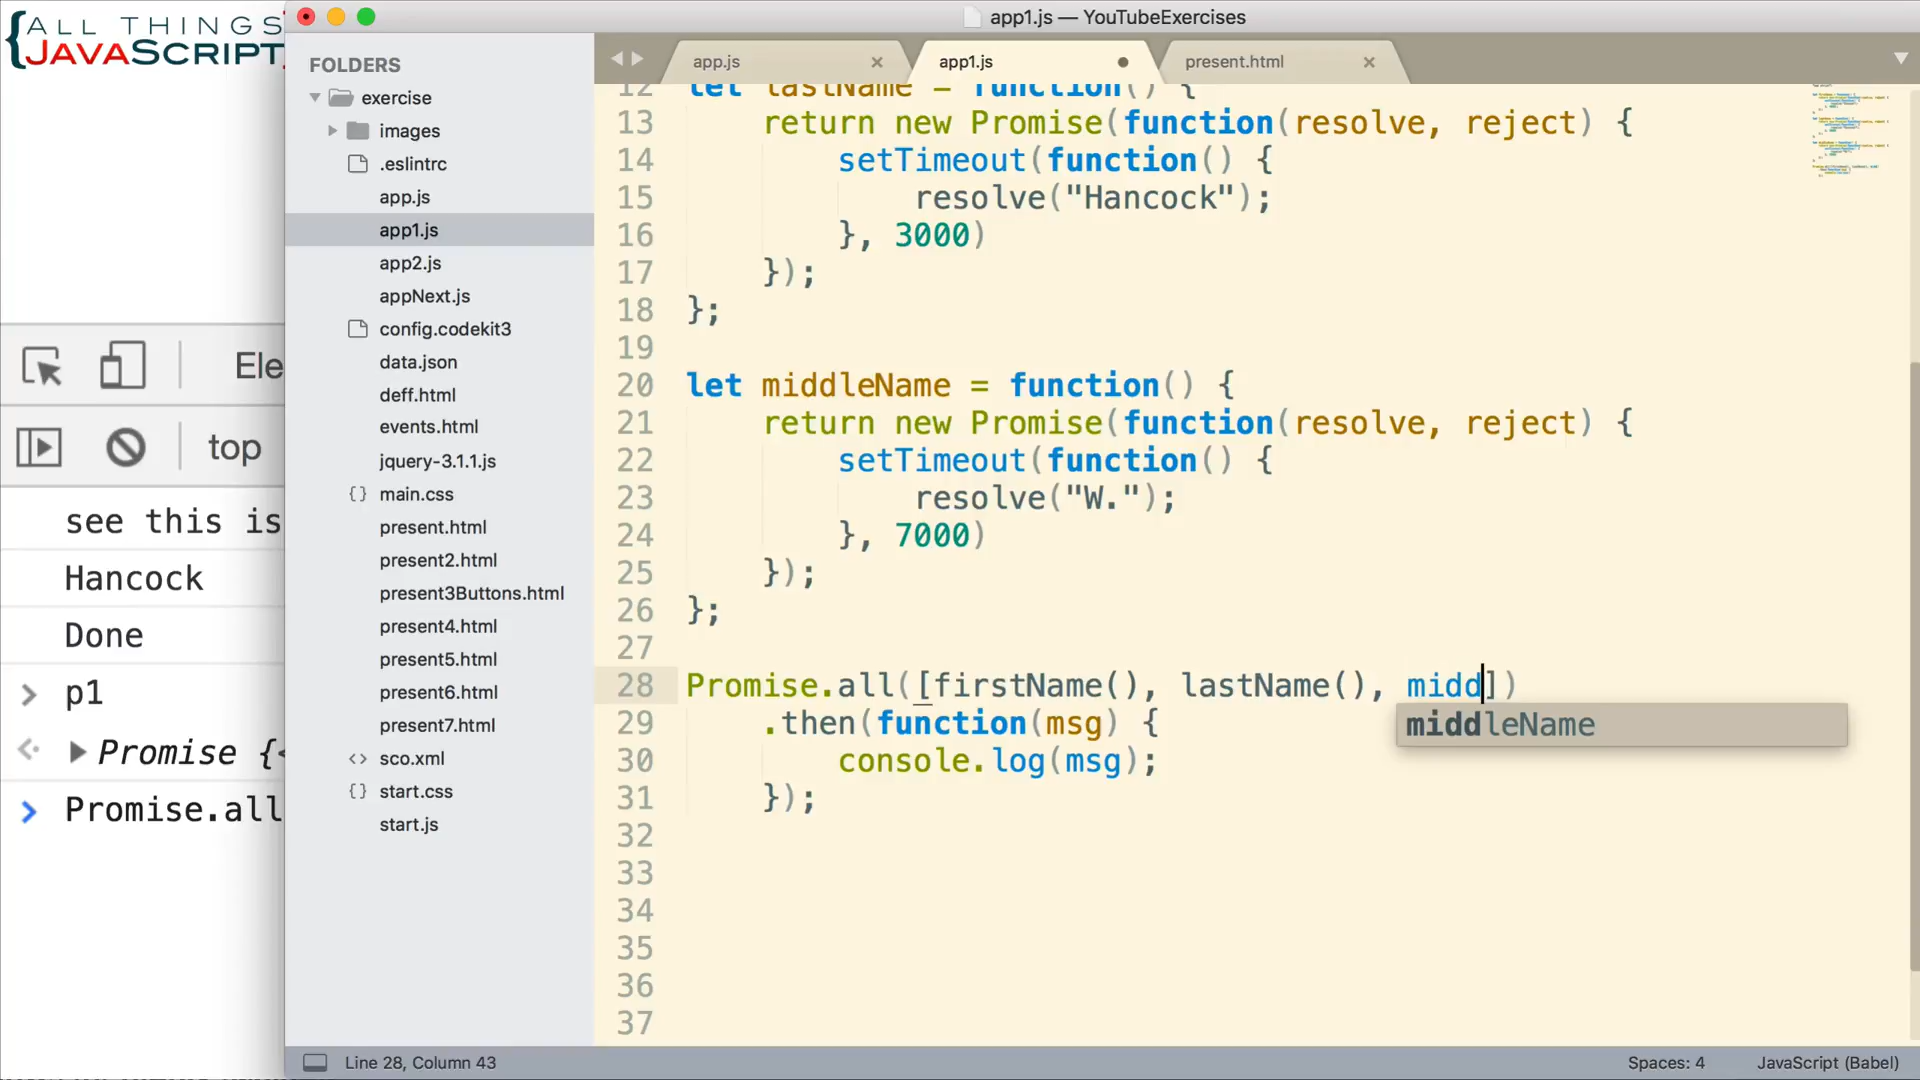 ALL THINGS
JAVASCRIPT
Ele
top
see this is
Hancock
Done
p1
Promise {
Promise.all
app1.js — YouTubeExercises
FOLDERS
exercise
images
.eslintrc
app.js
app1.js
app2.js
appNext.js
config.codekit3
data.json
deff.html
events.html
jquery-3.1.1.js
{} main.css
present.html
present2.html
present3Buttons.html
present4.html
present5.html
present6.html
present7.html
<> sco.xml
{} start.css
start.js
app.js
app1.js
present.html
12 let lastName = function() {
13 return new Promise(function(resolve, reject) {
14 setTimeout(function() {
15 resolve("Hancock");
16 }, 3000)
17 });
18 };
19
20 let middleName = function() {
21 return new Promise(function(resolve, reject) {
22 setTimeout(function() {
23 resolve("W.");
24 }, 7000)
25 });
26 };
27
28 Promise.all([firstName(), lastName(), midd])
middleName
29 .then(function(msg) {
30 console.log(msg);
31 });
32
33
34
35
36
37
Line 28, Column 43
Spaces: 4
JavaScript (Babel)